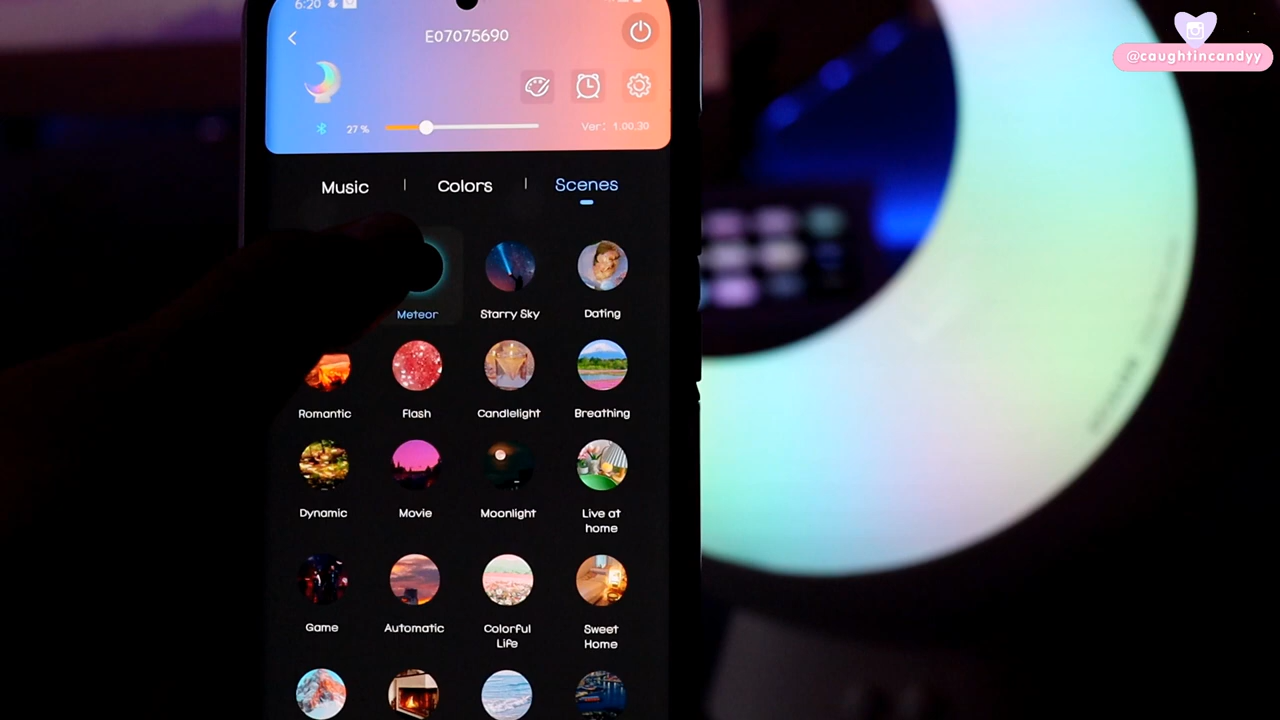 6:20
E07075690
@caughtincandyy
27 %
Ver: 1.00.30
Music
Colors
Scenes
Meteor
Starry Sky
Dating
Romantic
Flash
Candlelight
Breathing
Dynamic
Movie
Moonlight
Live at
home
Game
Automatic
Colorful
Life
Sweet
Home